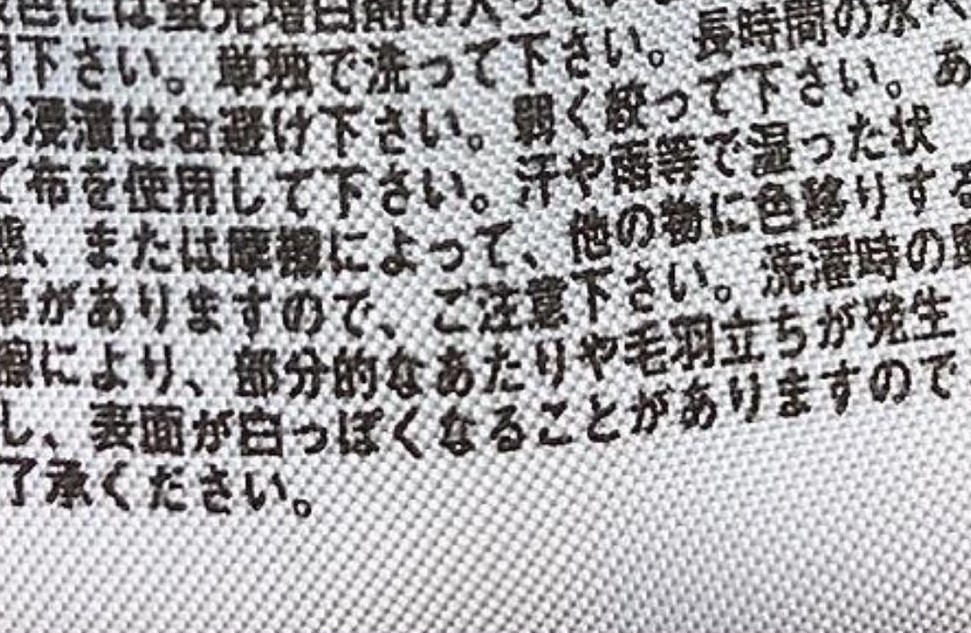 色には蛍光増白剤の入ってい
下さい。単独で洗って下さい。長時間の水へ
の浸漬はお避け下さい。弱く絞って下さい。あ
て布を使用して下さい。汗や雨等で湿った状
態、または摩擦によって、他の物に色移りする
事がありますので、ご注意下さい。洗濯時の摩
擦により、部分的なあたりや毛羽立ちが発生
し、表面が白っぽくなることがありますので
了承ください。